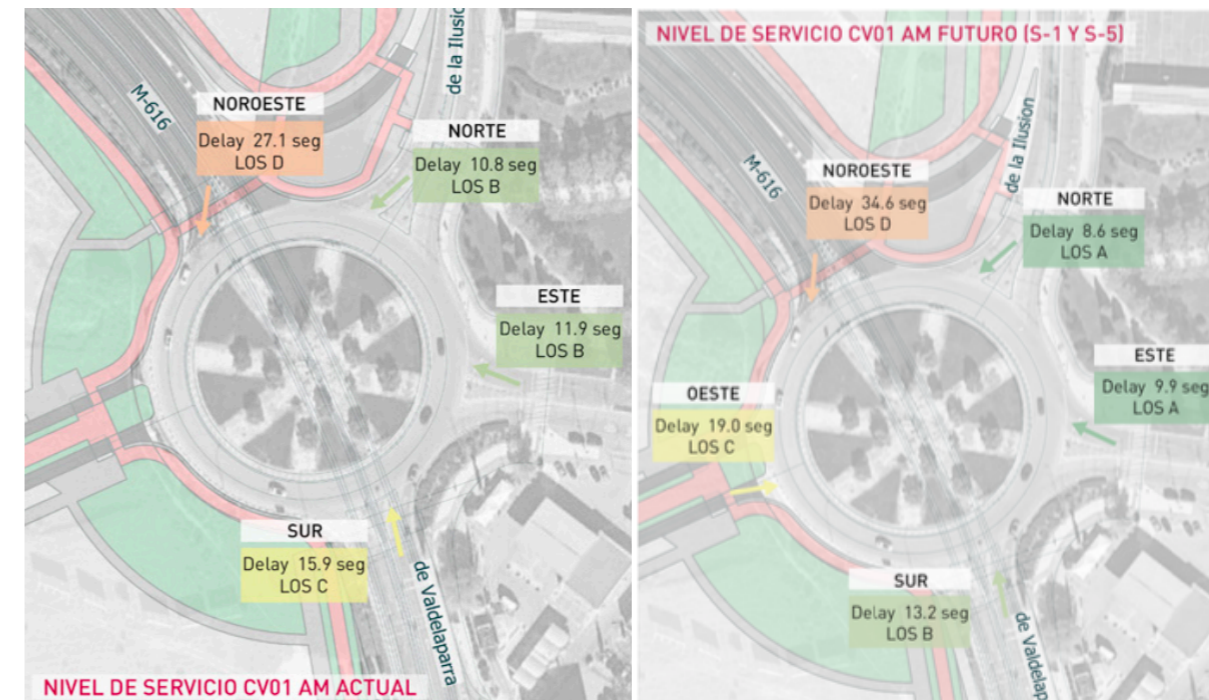 M-616
de la Ilusion
NOROESTE
Delay 27.1 seg
LOS D
NORTE
Delay 10.8 seg
LOS B
ESTE
Delay 11.9 seg
LOS B
SUR
Delay 15.9 seg
LOS C
de Valdelaparra
NIVEL DE SERVICIO CV01 AM ACTUAL
NIVEL DE SERVICIO CV01 AM FUTURO (S-1 Y S-5)
M-616
de la Ilusion
NOROESTE
Delay 34.6 seg
LOS D
NORTE
Delay 8.6 seg
LOS A
ESTE
Delay 9.9 seg
LOS A
OESTE
Delay 19.0 seg
LOS C
SUR
Delay 13.2 seg
LOS B
de Valdelap